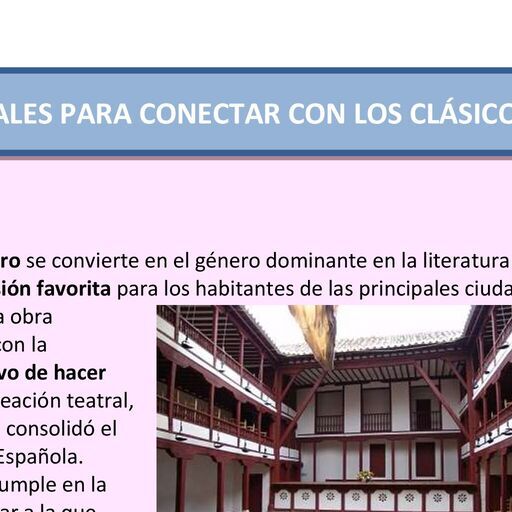 ALES PARA CONECTAR CON LOS CLÁSICO
ro se convierte en el género dominante en la literatura
sión favorita para los habitantes de las principales ciuda
a obra
con la
vo de hacer
eación teatral,
consolidó el
Española.
umple en la
ar a la que